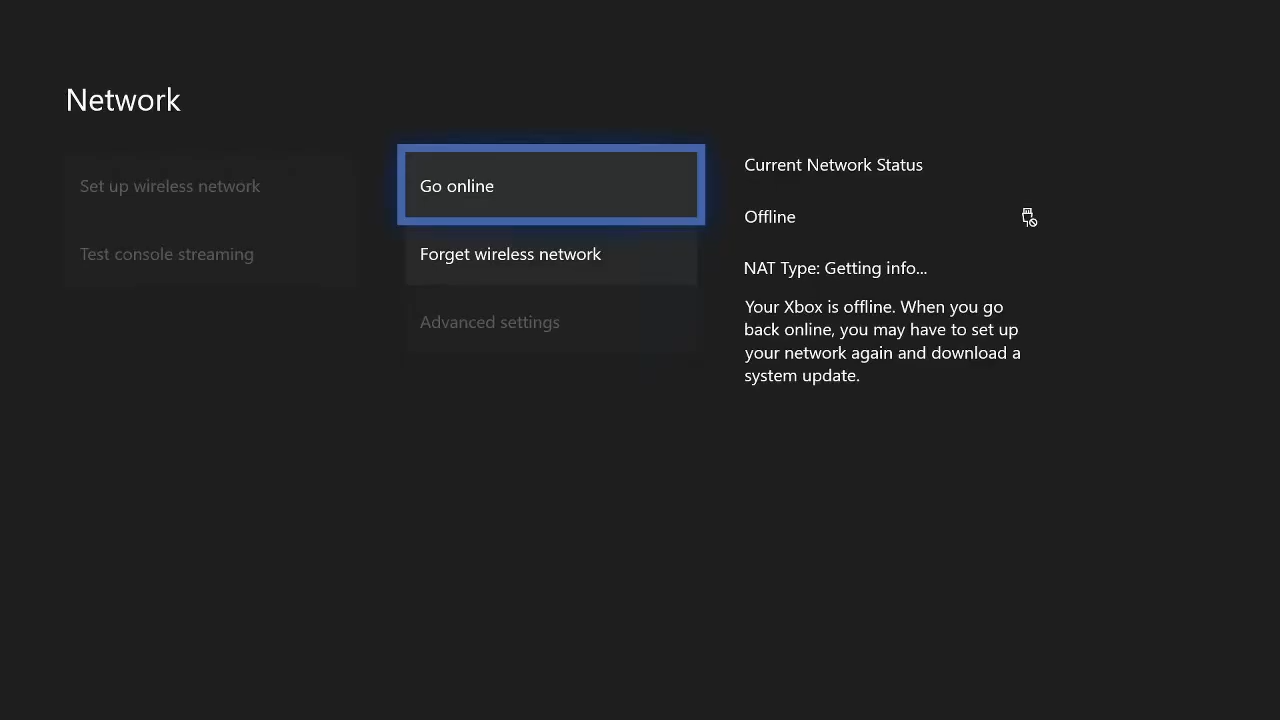 Network
Set up wireless network
Test console streaming
Go online
Forget wireless network
Advanced settings
Current Network Status
Offline
NAT Type: Getting info...
Your Xbox is offline. When you go
back online, you may have to set up
your network again and download a
system update.